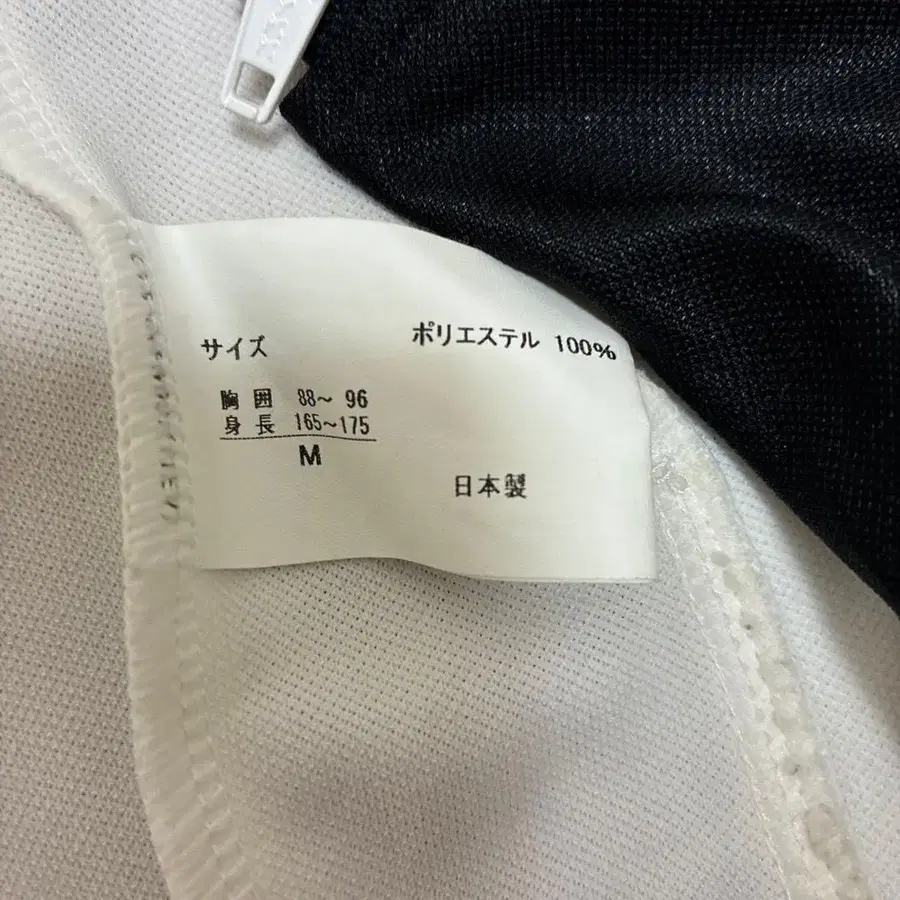 サイズ
ポリエステル 100%
胸囲 88～96
身長 165～175
M
日本製